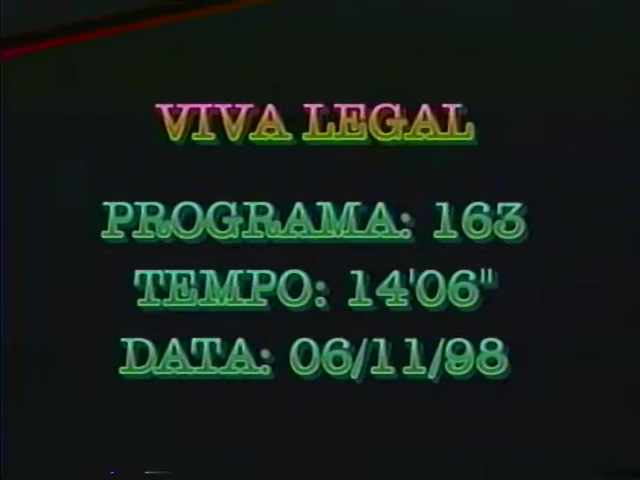 VIVA LEGAL
PROGRAMA: 163
TEMPO: 14'06"
DATA: 06/11/98